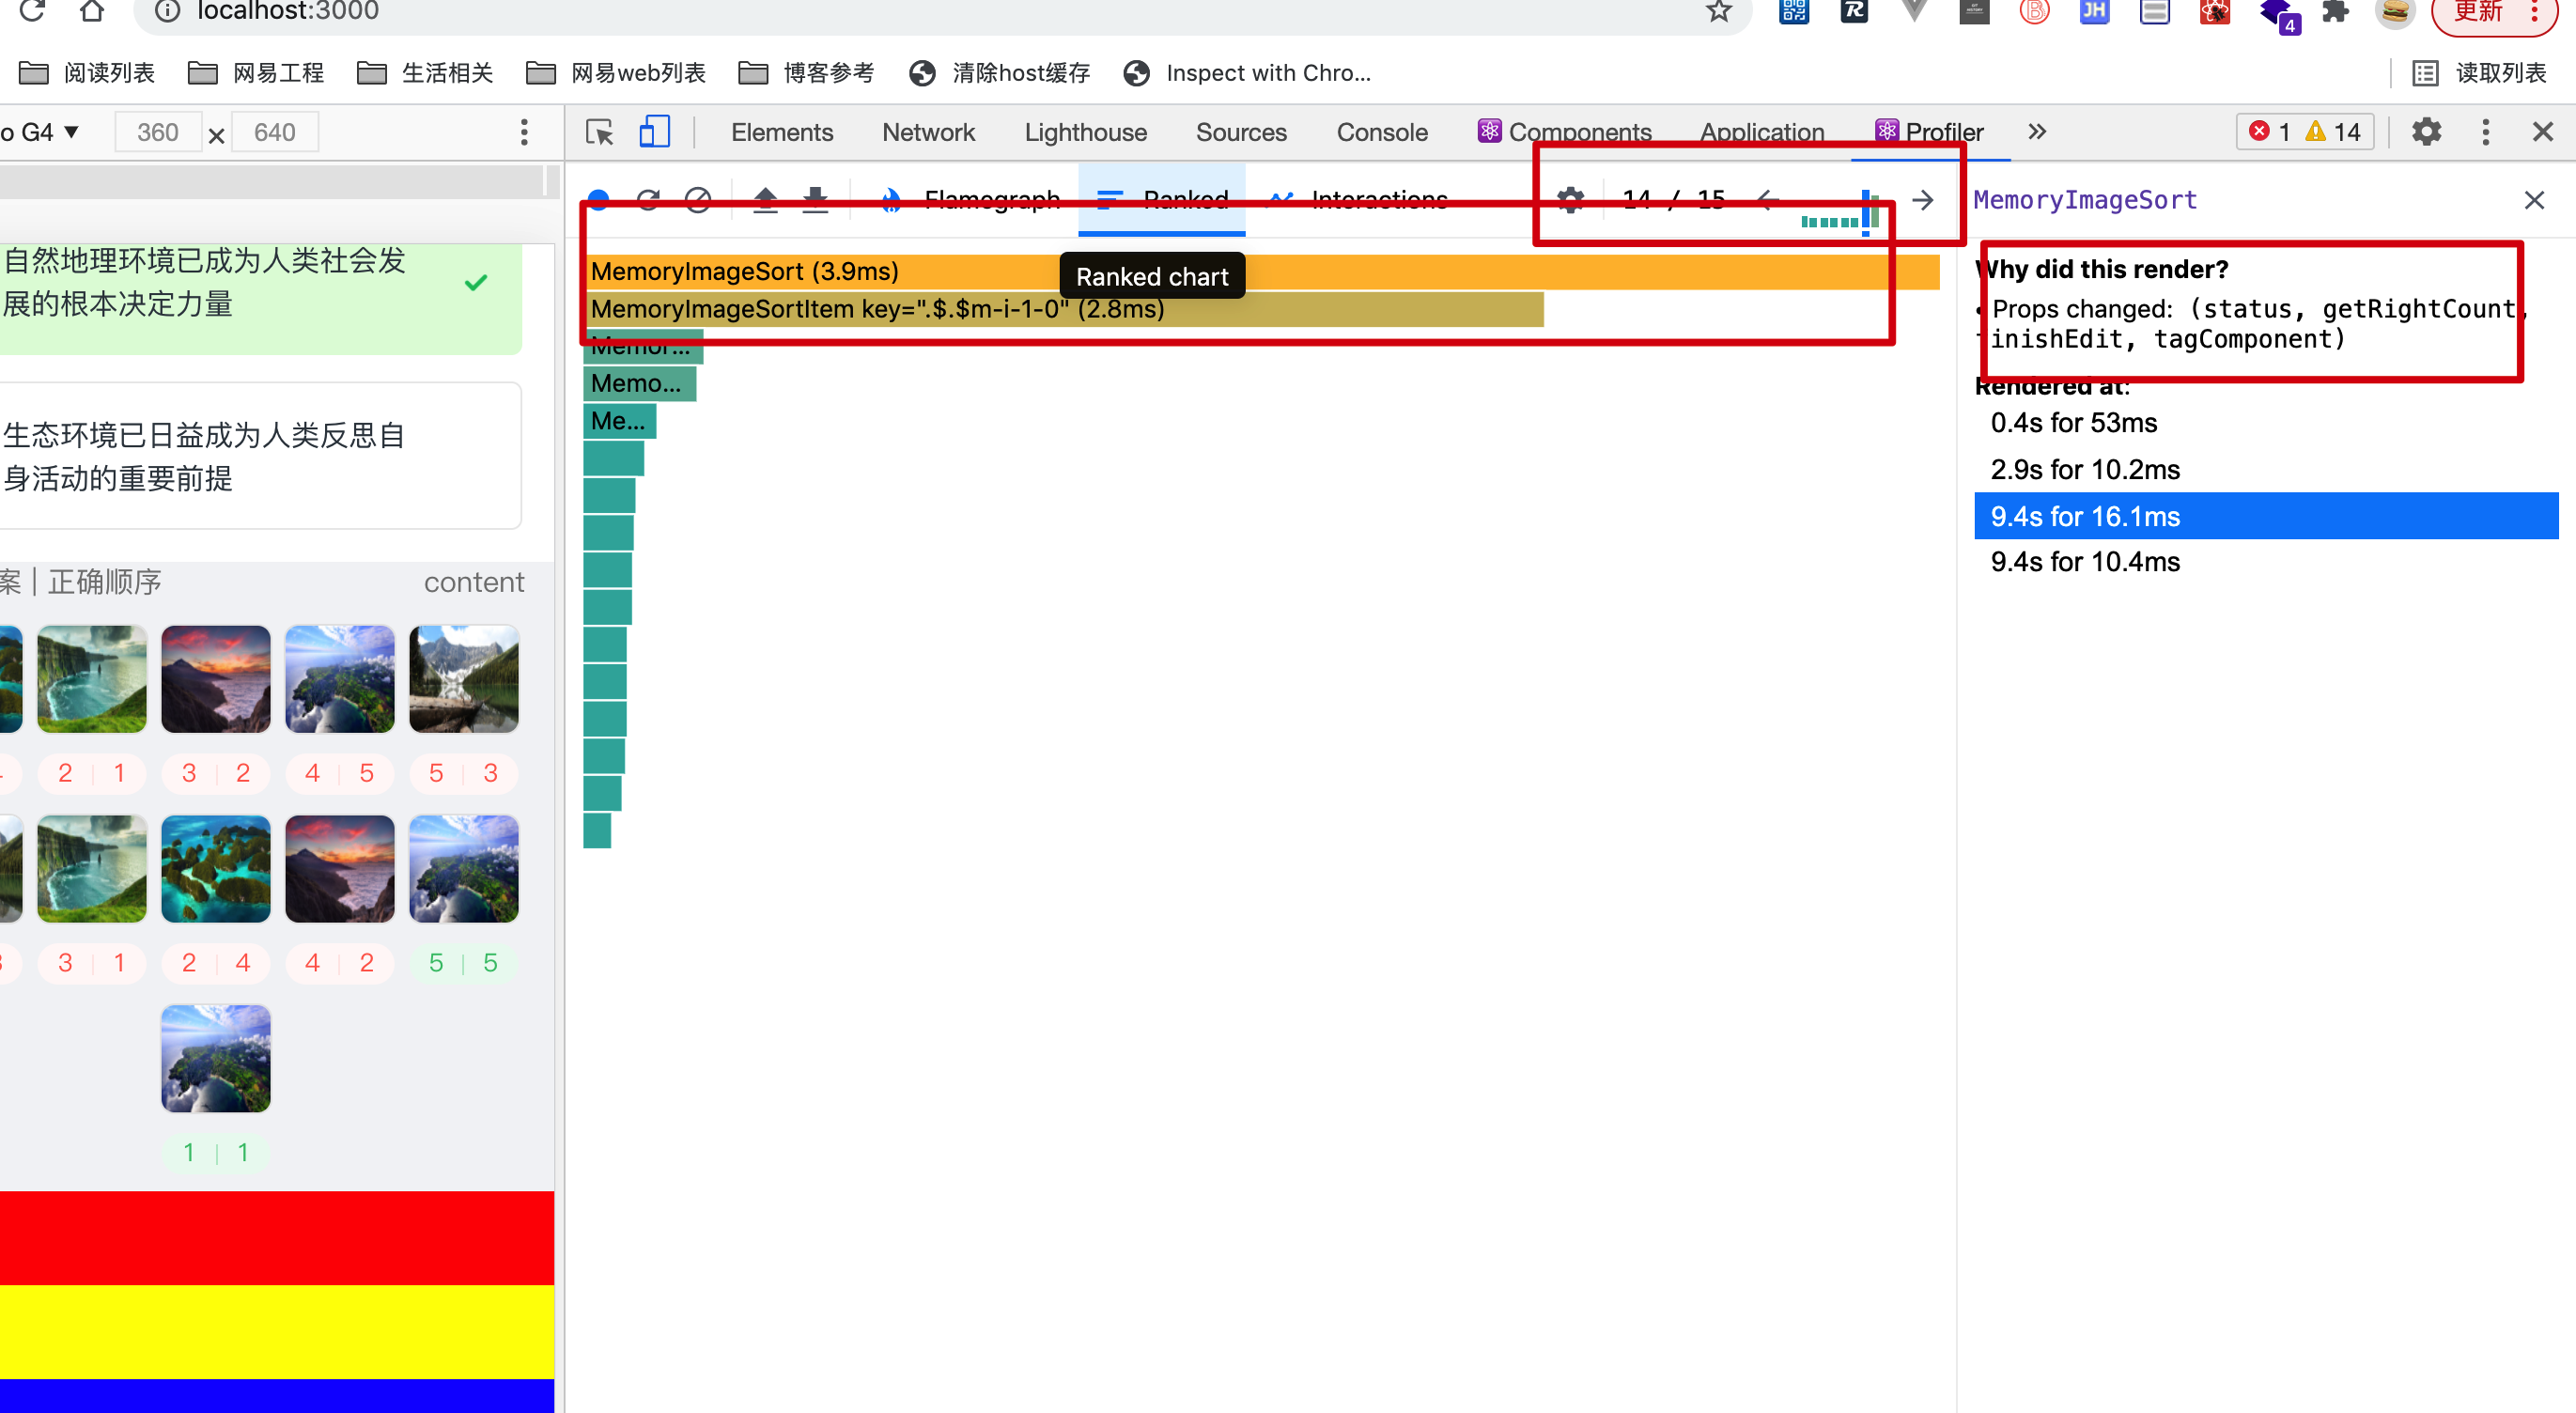 localhost:3000
更新
4
阅读列表 网易工程 生活相关 网易web列表 博客参考 清除host缓存 Inspect with Chro... 读取列表
o G4 ▼ 360 × 640
Elements Network Lighthouse Sources Console Components Application Profiler » 1 14
Flamegraph Ranked Interactions 14 / 15
MemoryImageSort
自然地理环境已成为人类社会发
展的根本决定力量
生态环境已日益成为人类反思自
身活动的重要前提
案 | 正确顺序 content
2 | 1 3 | 2 4 | 5 5 | 3
3 | 1 2 | 4 4 | 2 5 | 5
1 | 1
MemoryImageSort (3.9ms)
Ranked chart
MemoryImageSortItem key=".$.$m-i-1-0" (2.8ms)
Memor...
Memo...
Me...
Why did this render?
• Props changed: (status, getRightCount,
finishEdit, tagComponent)
Rendered at:
0.4s for 53ms
2.9s for 10.2ms
9.4s for 16.1ms
9.4s for 10.4ms